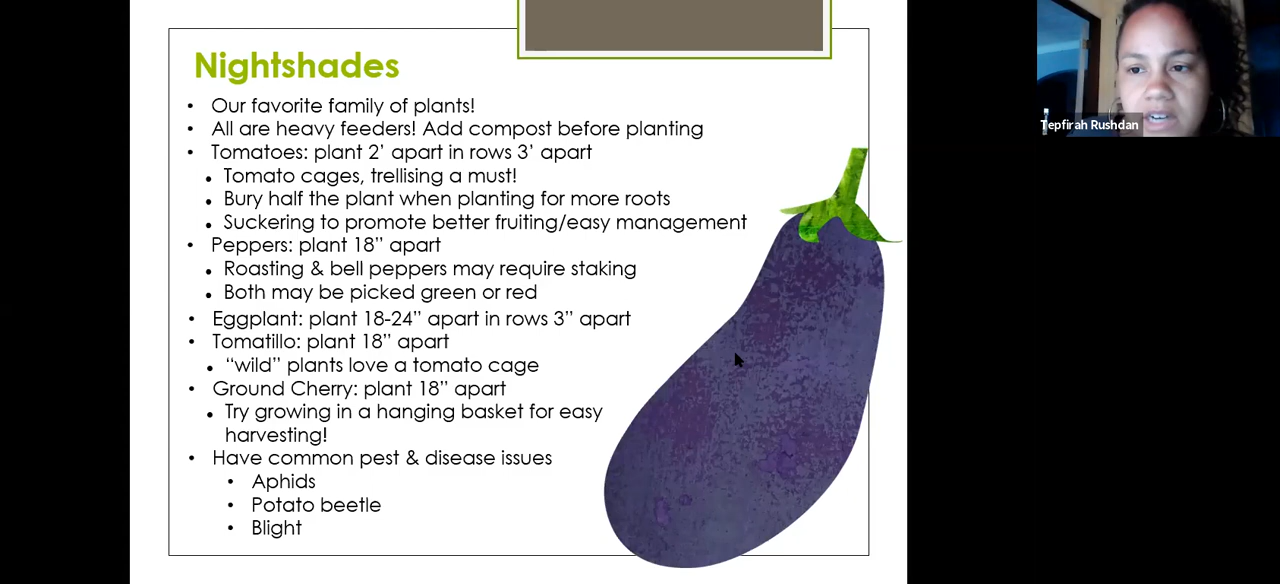 Nightshades
• Our favorite family of plants!
• All are heavy feeders! Add compost before planting
• Tomatoes: plant 2’ apart in rows 3’ apart
• Tomato cages, trellising a must!
• Bury half the plant when planting for more roots
• Suckering to promote better fruiting/easy management
• Peppers: plant 18” apart
• Roasting & bell peppers may require staking
• Both may be picked green or red
• Eggplant: plant 18-24” apart in rows 3” apart
• Tomatillo: plant 18” apart
• “wild” plants love a tomato cage
• Ground Cherry: plant 18” apart
• Try growing in a hanging basket for easy
harvesting!
• Have common pest & disease issues
• Aphids
• Potato beetle
• Blight
Tepfirah Rushdan